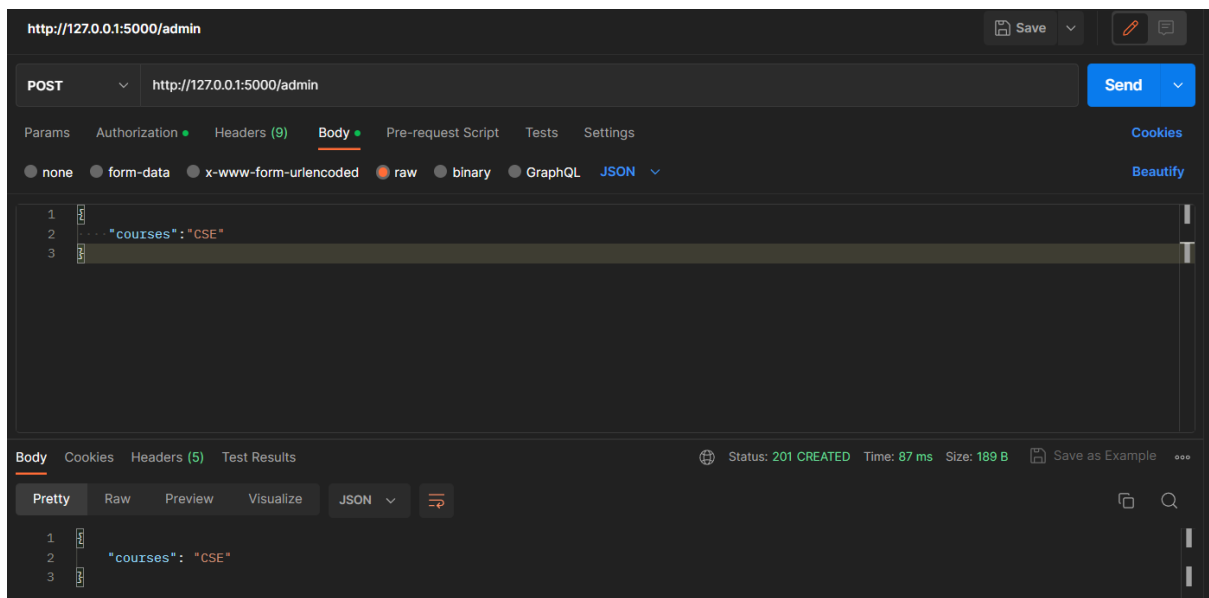 http://127.0.0.1:5000/admin Save
POST http://127.0.0.1:5000/admin Send
Params Authorization Headers (9) Body Pre-request Script Tests Settings Cookies
none form-data x-www-form-urlencoded raw binary GraphQL JSON Beautify
1 {
2 ····"courses":"CSE"
3 }
Body Cookies Headers (5) Test Results Status: 201 CREATED Time: 87 ms Size: 189 B Save as Example
Pretty Raw Preview Visualize JSON
1 {
2 "courses": "CSE"
3 }